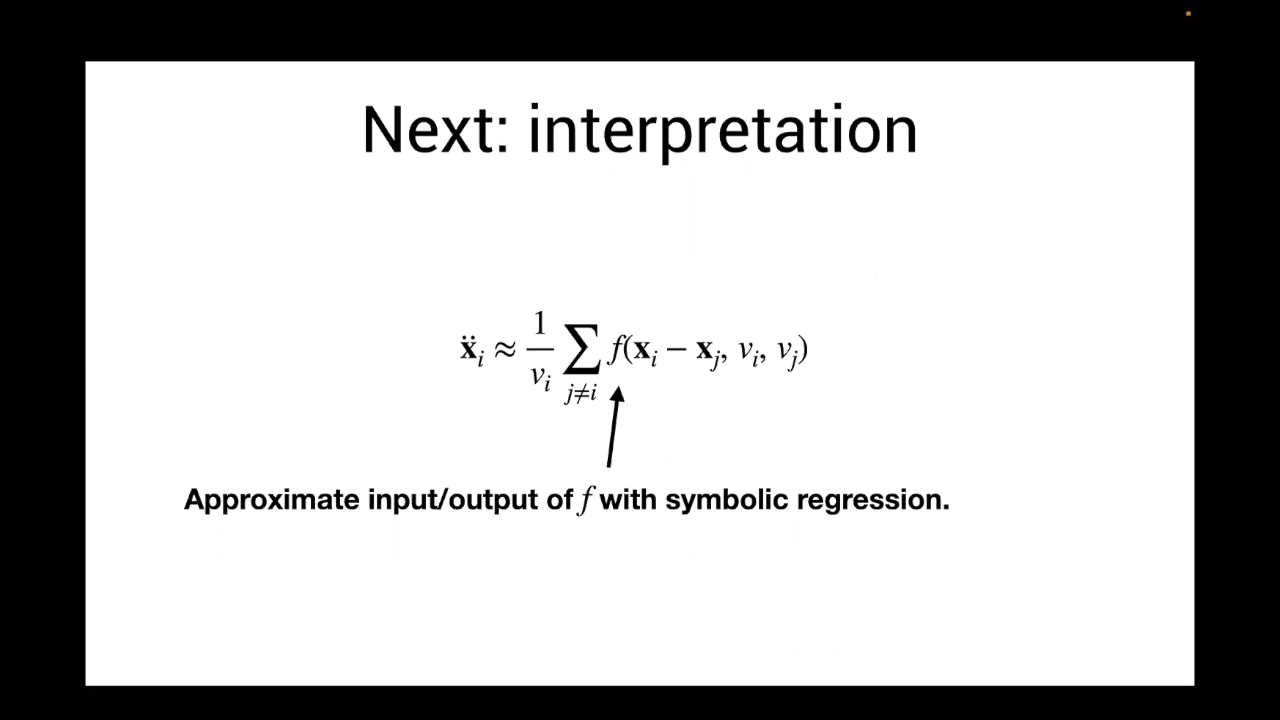 Next: interpretation
ẍ_i ≈ 1/v_i ∑_{j≠i} f(x_i − x_j, v_i, v_j)
Approximate input/output of f with symbolic regression.